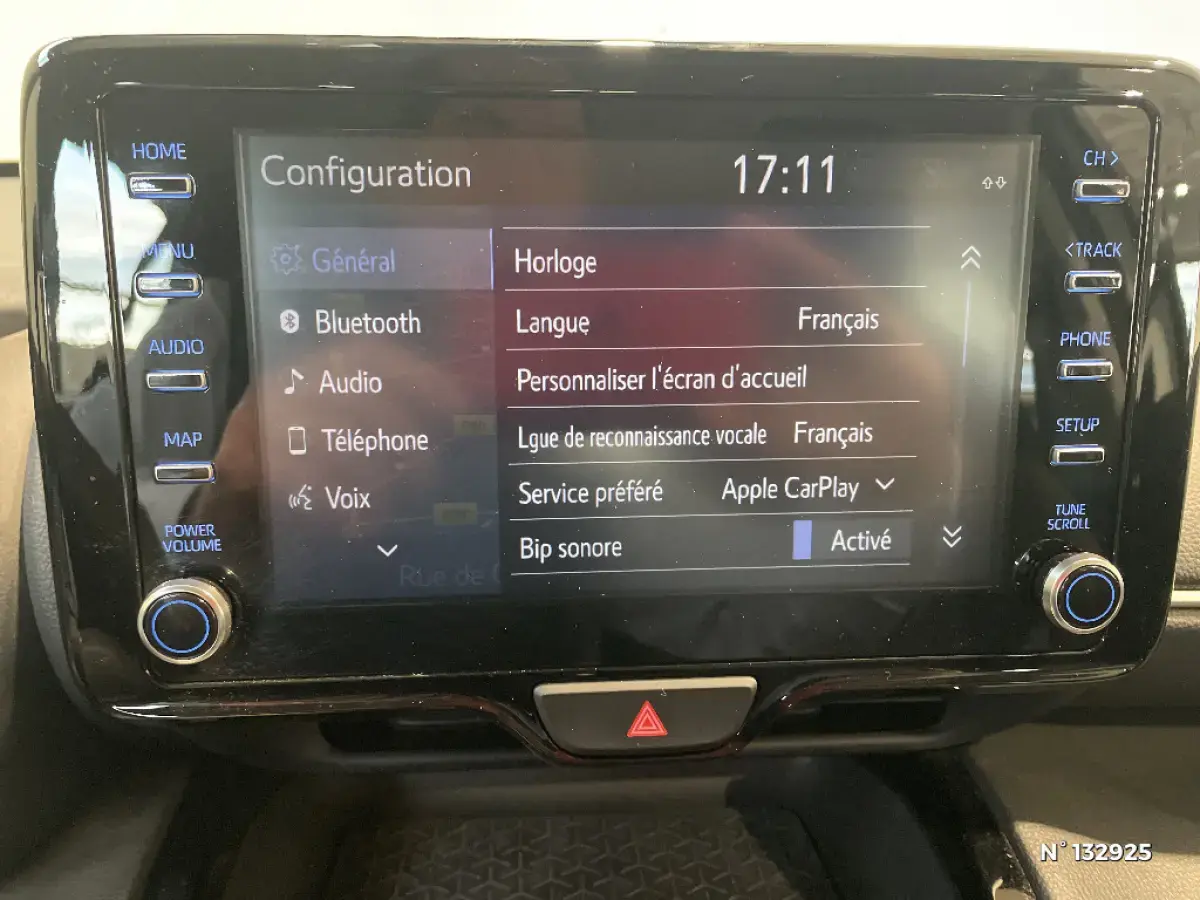 HOME
MENU
AUDIO
MAP
POWER
VOLUME
Configuration 17:11
Général
Bluetooth
Audio
Téléphone
Voix
Horloge
Langue Français
Personnaliser l'écran d'accueil
Lgue de reconnaissance vocale Français
Service préféré Apple CarPlay
Bip sonore Activé
Rue de
CH >
<TRACK
PHONE
SETUP
TUNE
SCROLL
N° 132925